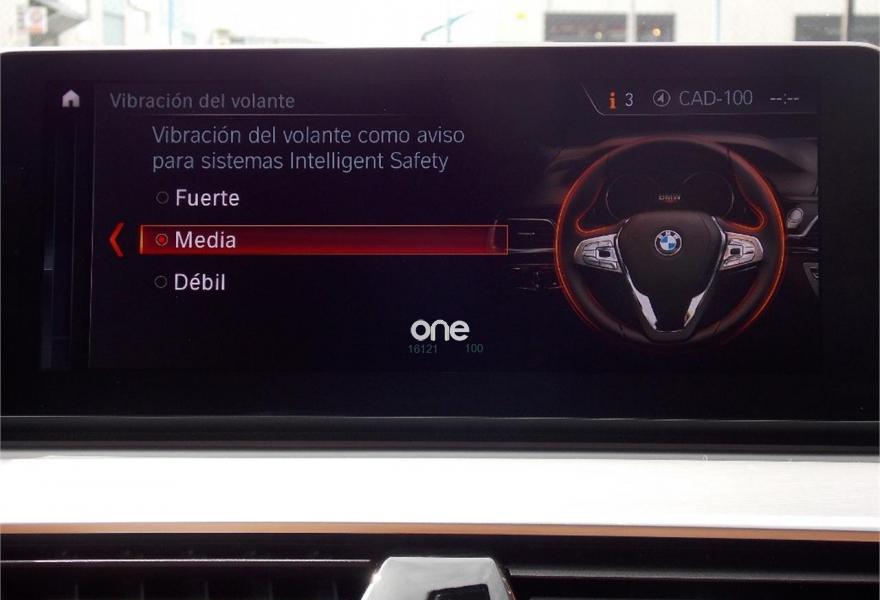 Vibración del volante
i 3 CAD-100 --:--
Vibración del volante como aviso
para sistemas Intelligent Safety
Fuerte
Media
Débil
BMW
one
16121 100